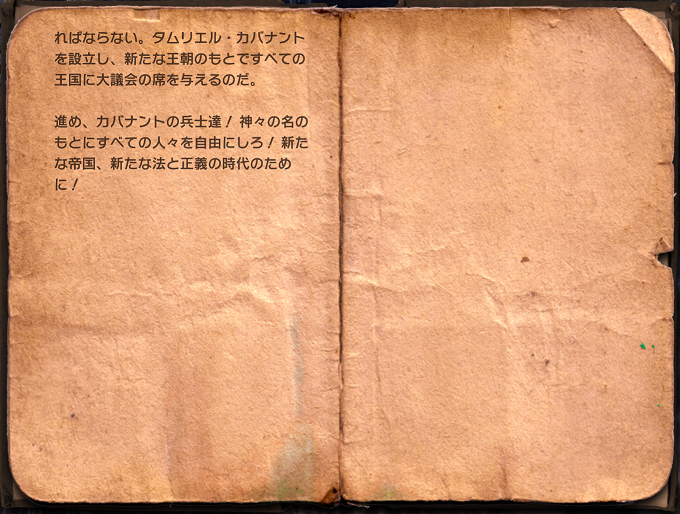 ればならない。タムリエル・カバナント
を設立し、新たな王朝のもとですべての
王国に大議会の席を与えるのだ。
進め、カバナントの兵士達！ 神々の名の
もとにすべての人々を自由にしろ！ 新た
な帝国、新たな法と正義の時代のため
に！